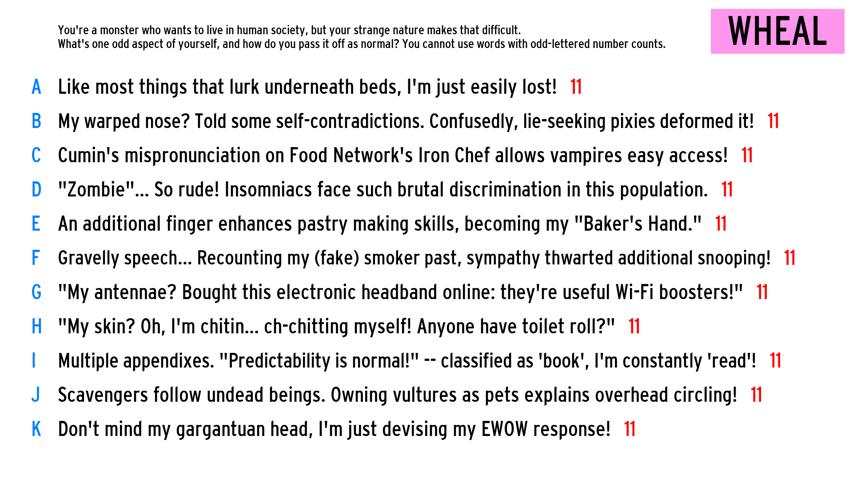 You're a monster who wants to live in human society, but your strange nature makes that difficult.
What's one odd aspect of yourself, and how do you pass it off as normal? You cannot use words with odd-lettered number counts.
WHEAL
A Like most things that lurk underneath beds, I'm just easily lost! 11
B My warped nose? Told some self-contradictions. Confusedly, lie-seeking pixies deformed it! 11
C Cumin's mispronunciation on Food Network's Iron Chef allows vampires easy access! 11
D "Zombie"... So rude! Insomniacs face such brutal discrimination in this population. 11
E An additional finger enhances pastry making skills, becoming my "Baker's Hand." 11
F Gravelly speech... Recounting my (fake) smoker past, sympathy thwarted additional snooping! 11
G "My antennae? Bought this electronic headband online: they're useful Wi-Fi boosters!" 11
H "My skin? Oh, I'm chitin... ch-chitting myself! Anyone have toilet roll?" 11
I Multiple appendixes. "Predictability is normal!" -- classified as 'book', I'm constantly 'read'! 11
J Scavengers follow undead beings. Owning vultures as pets explains overhead circling! 11
K Don't mind my gargantuan head, I'm just devising my EWOW response! 11